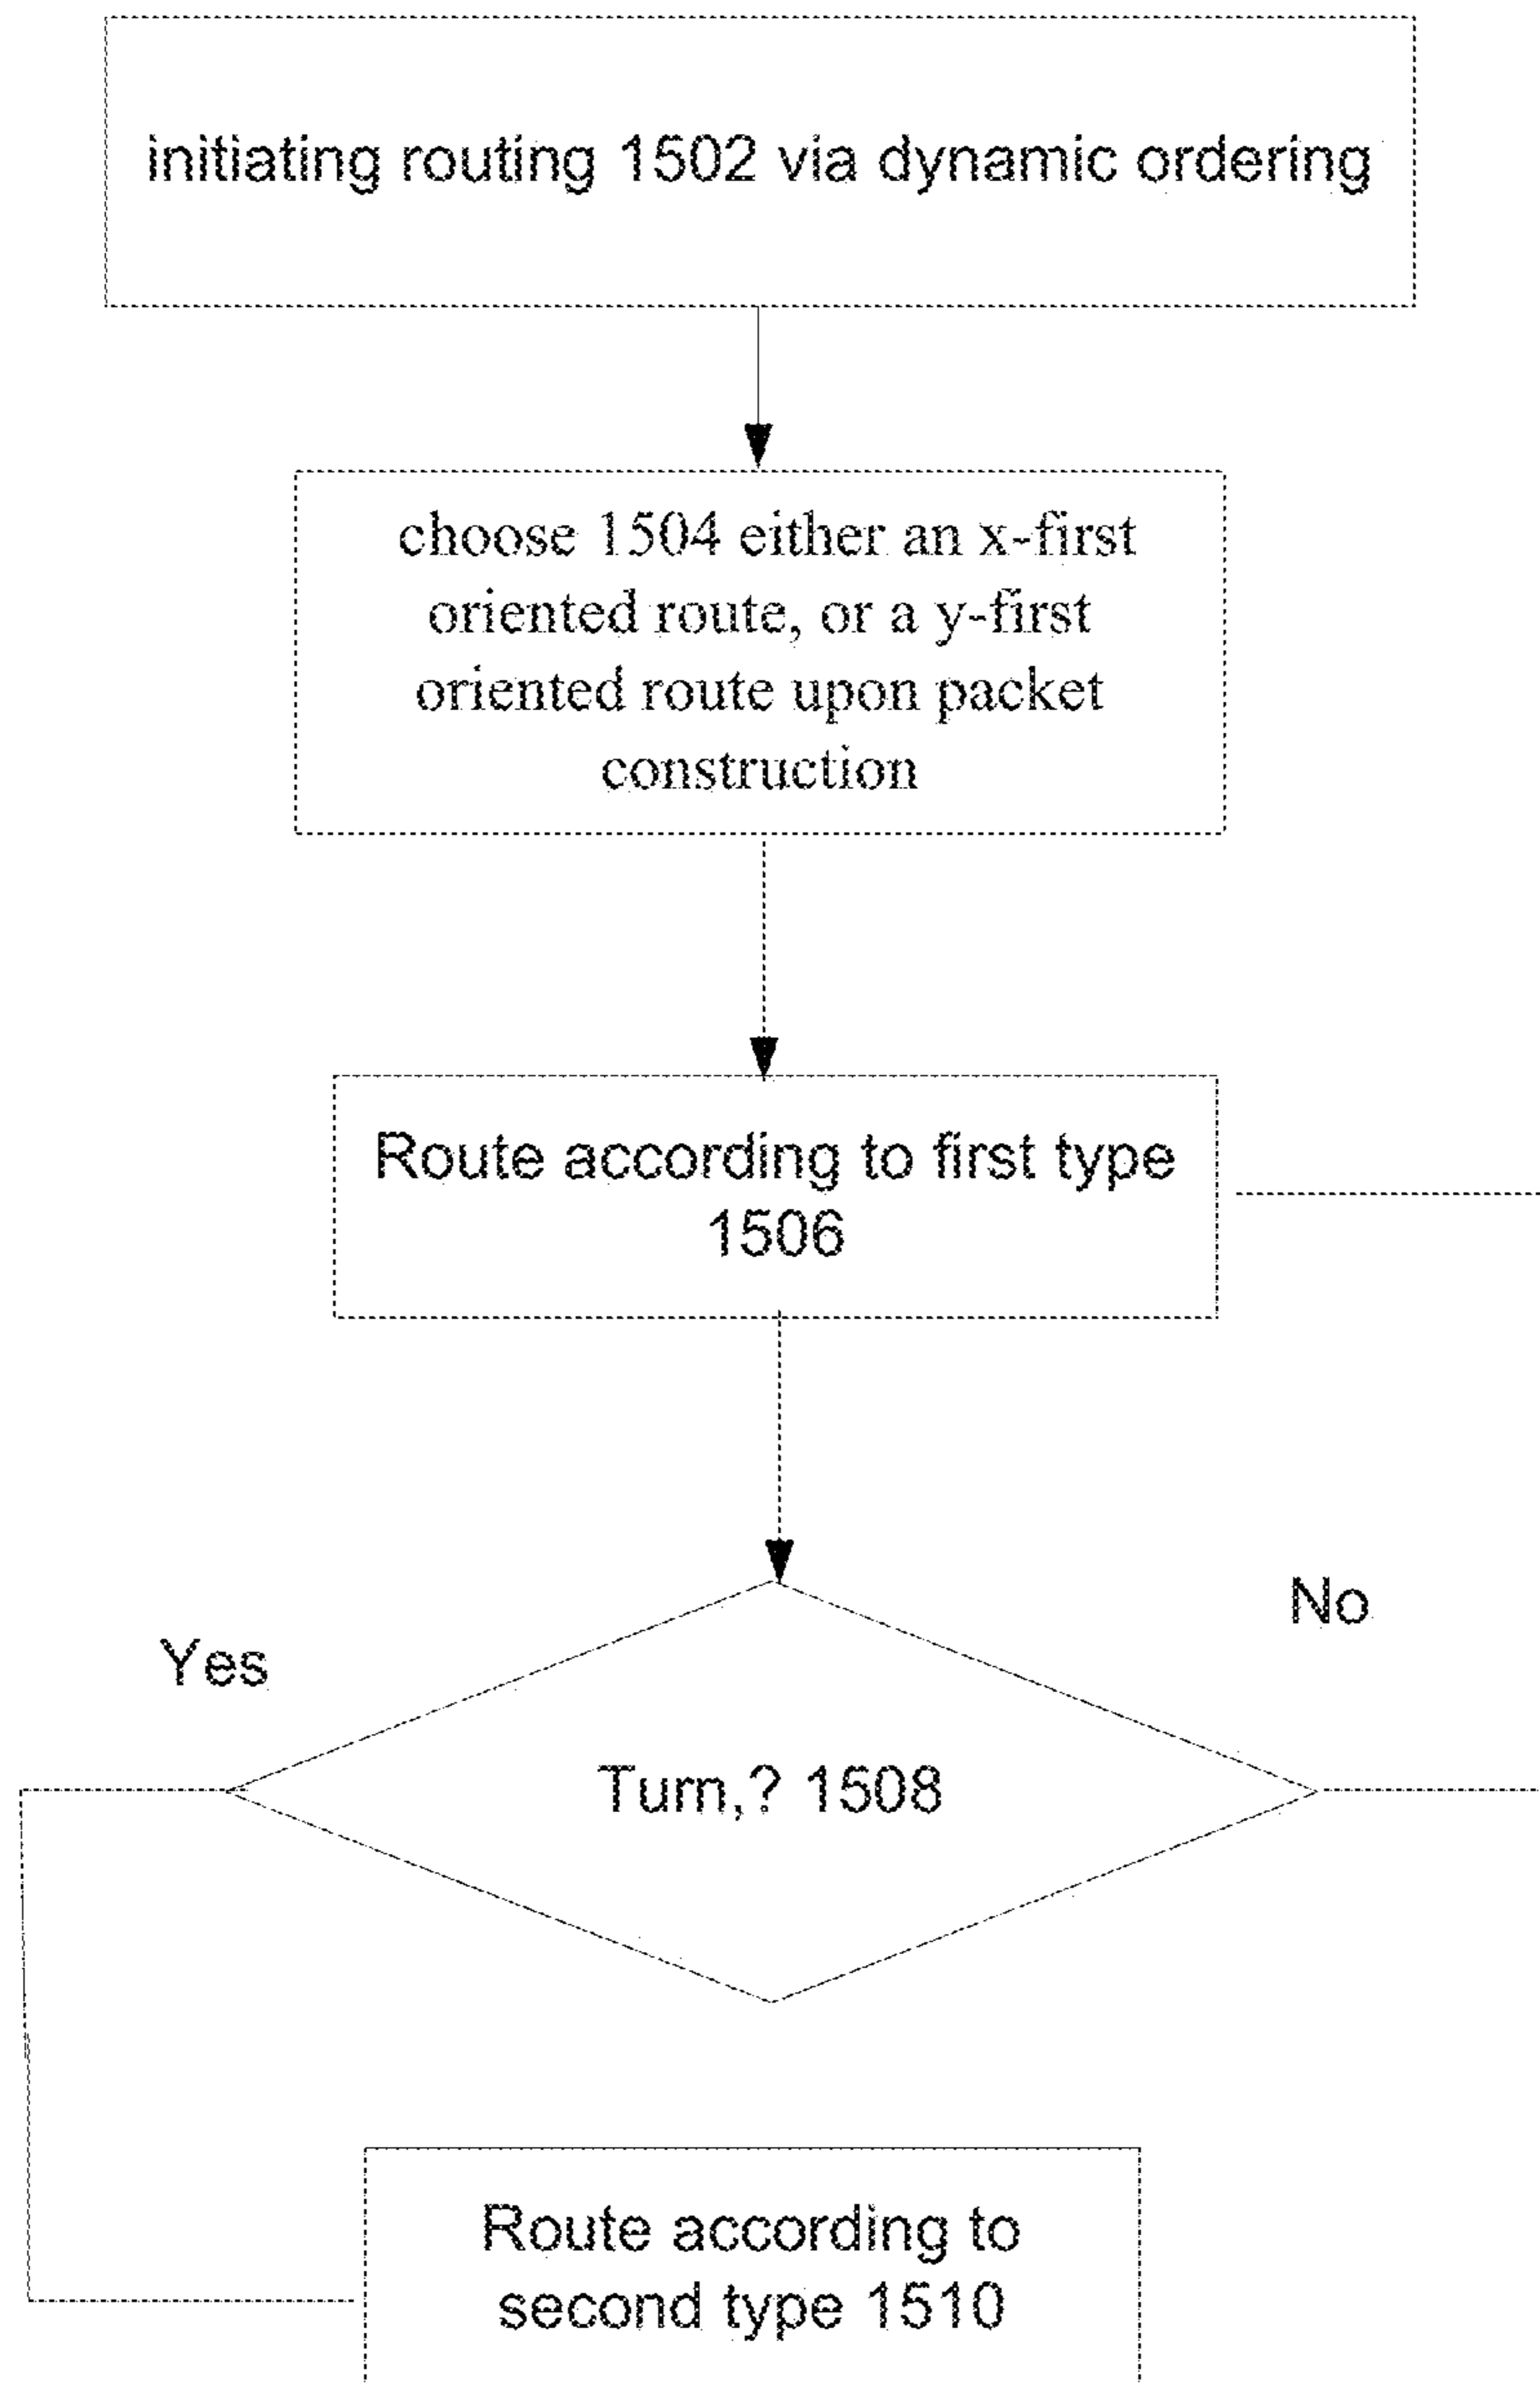 initiating routing 1502 via dynamic ordering
choose 1504 either an x-first
oriented route, or a y-first
oriented route upon packet
construction
Route according to first type
1506
No
Yes
Turn,? 1508
Route according to
second type 1510